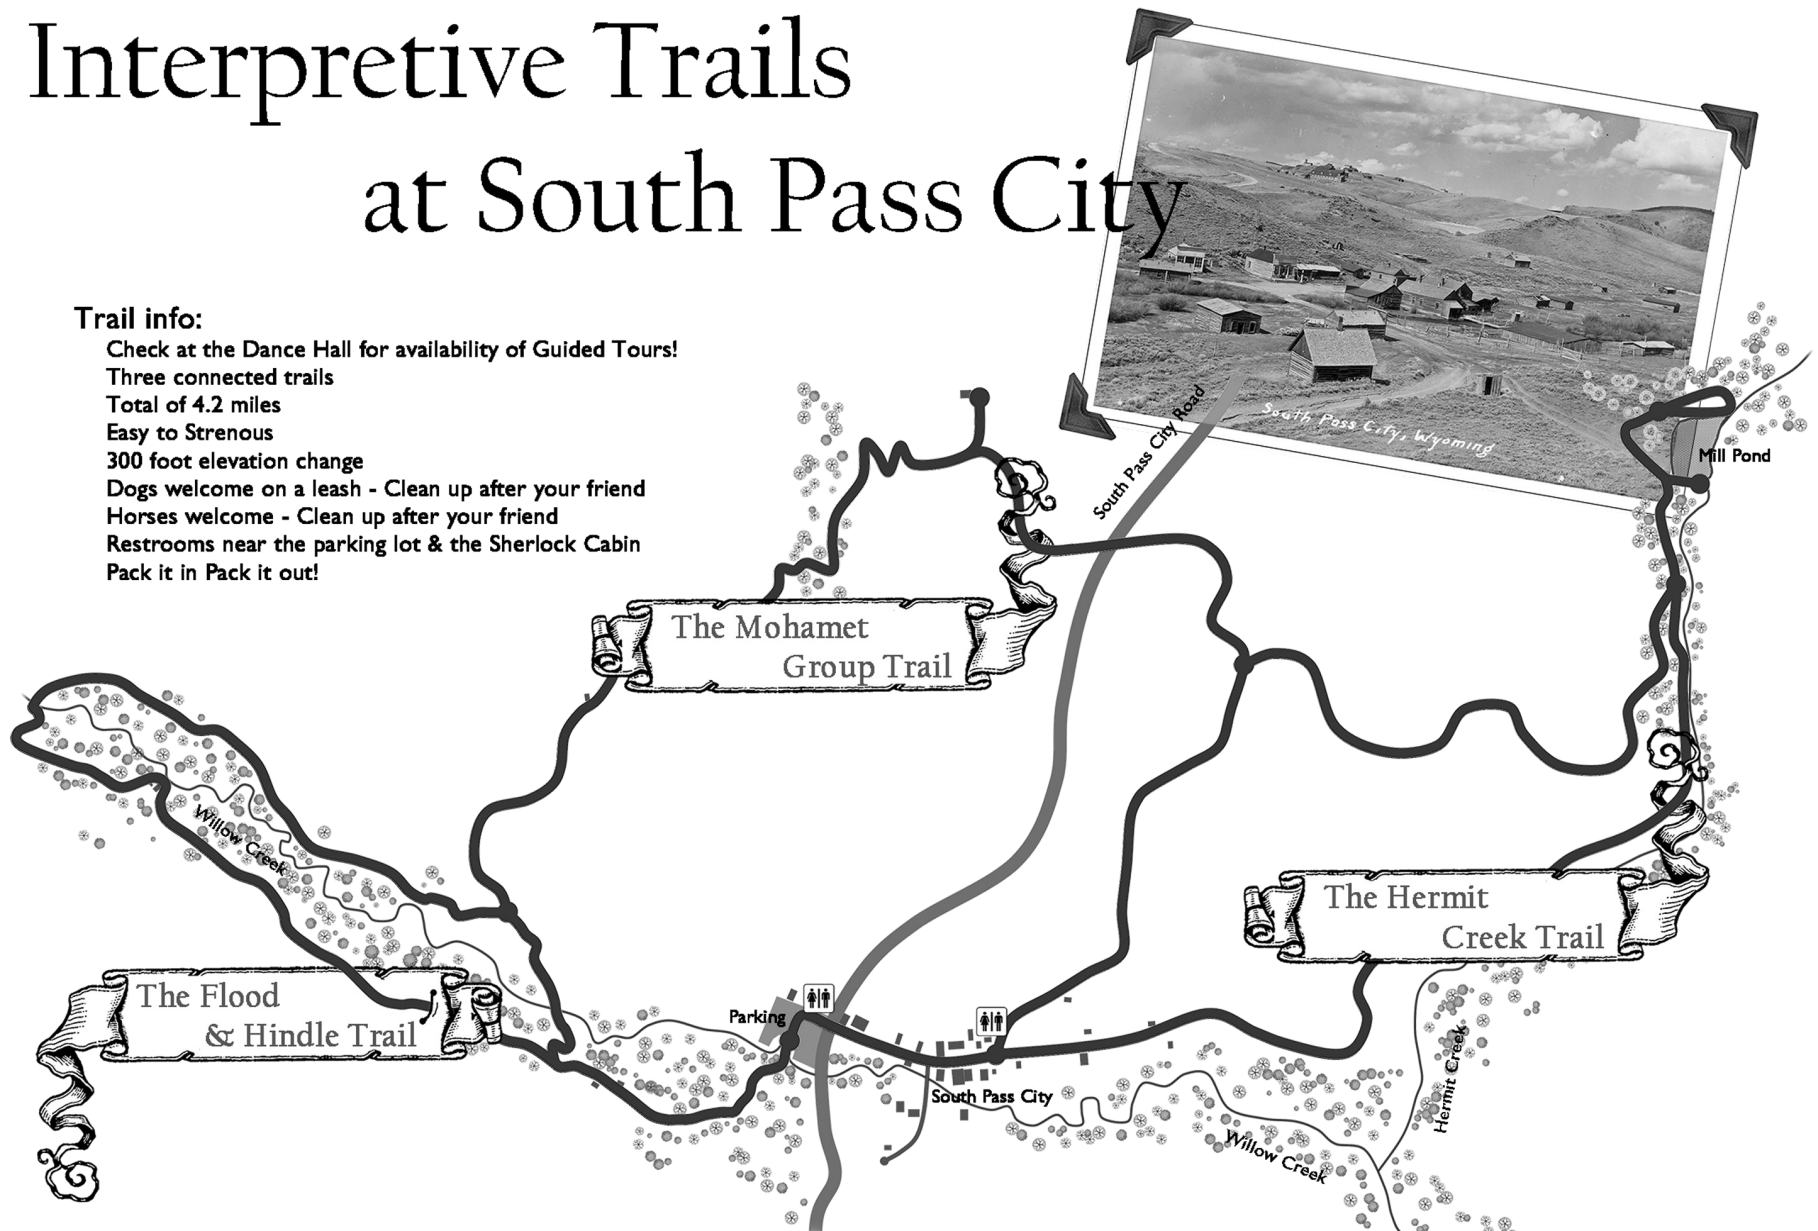 Interpretive Trails
at South Pass City
Trail info:
Check at the Dance Hall for availability of Guided Tours!
Three connected trails
Total of 4.2 miles
Easy to Strenous
300 foot elevation change
Dogs welcome on a leash - Clean up after your friend
Horses welcome - Clean up after your friend
Restrooms near the parking lot & the Sherlock Cabin
Pack it in Pack it out!
South Pass City, Wyoming
South Pass City Road
Mill Pond
The Mohamet
Group Trail
Willow Creek
The Hermit
Creek Trail
The Flood
& Hindle Trail
Parking
South Pass City
Hermit Creek
Willow Creek